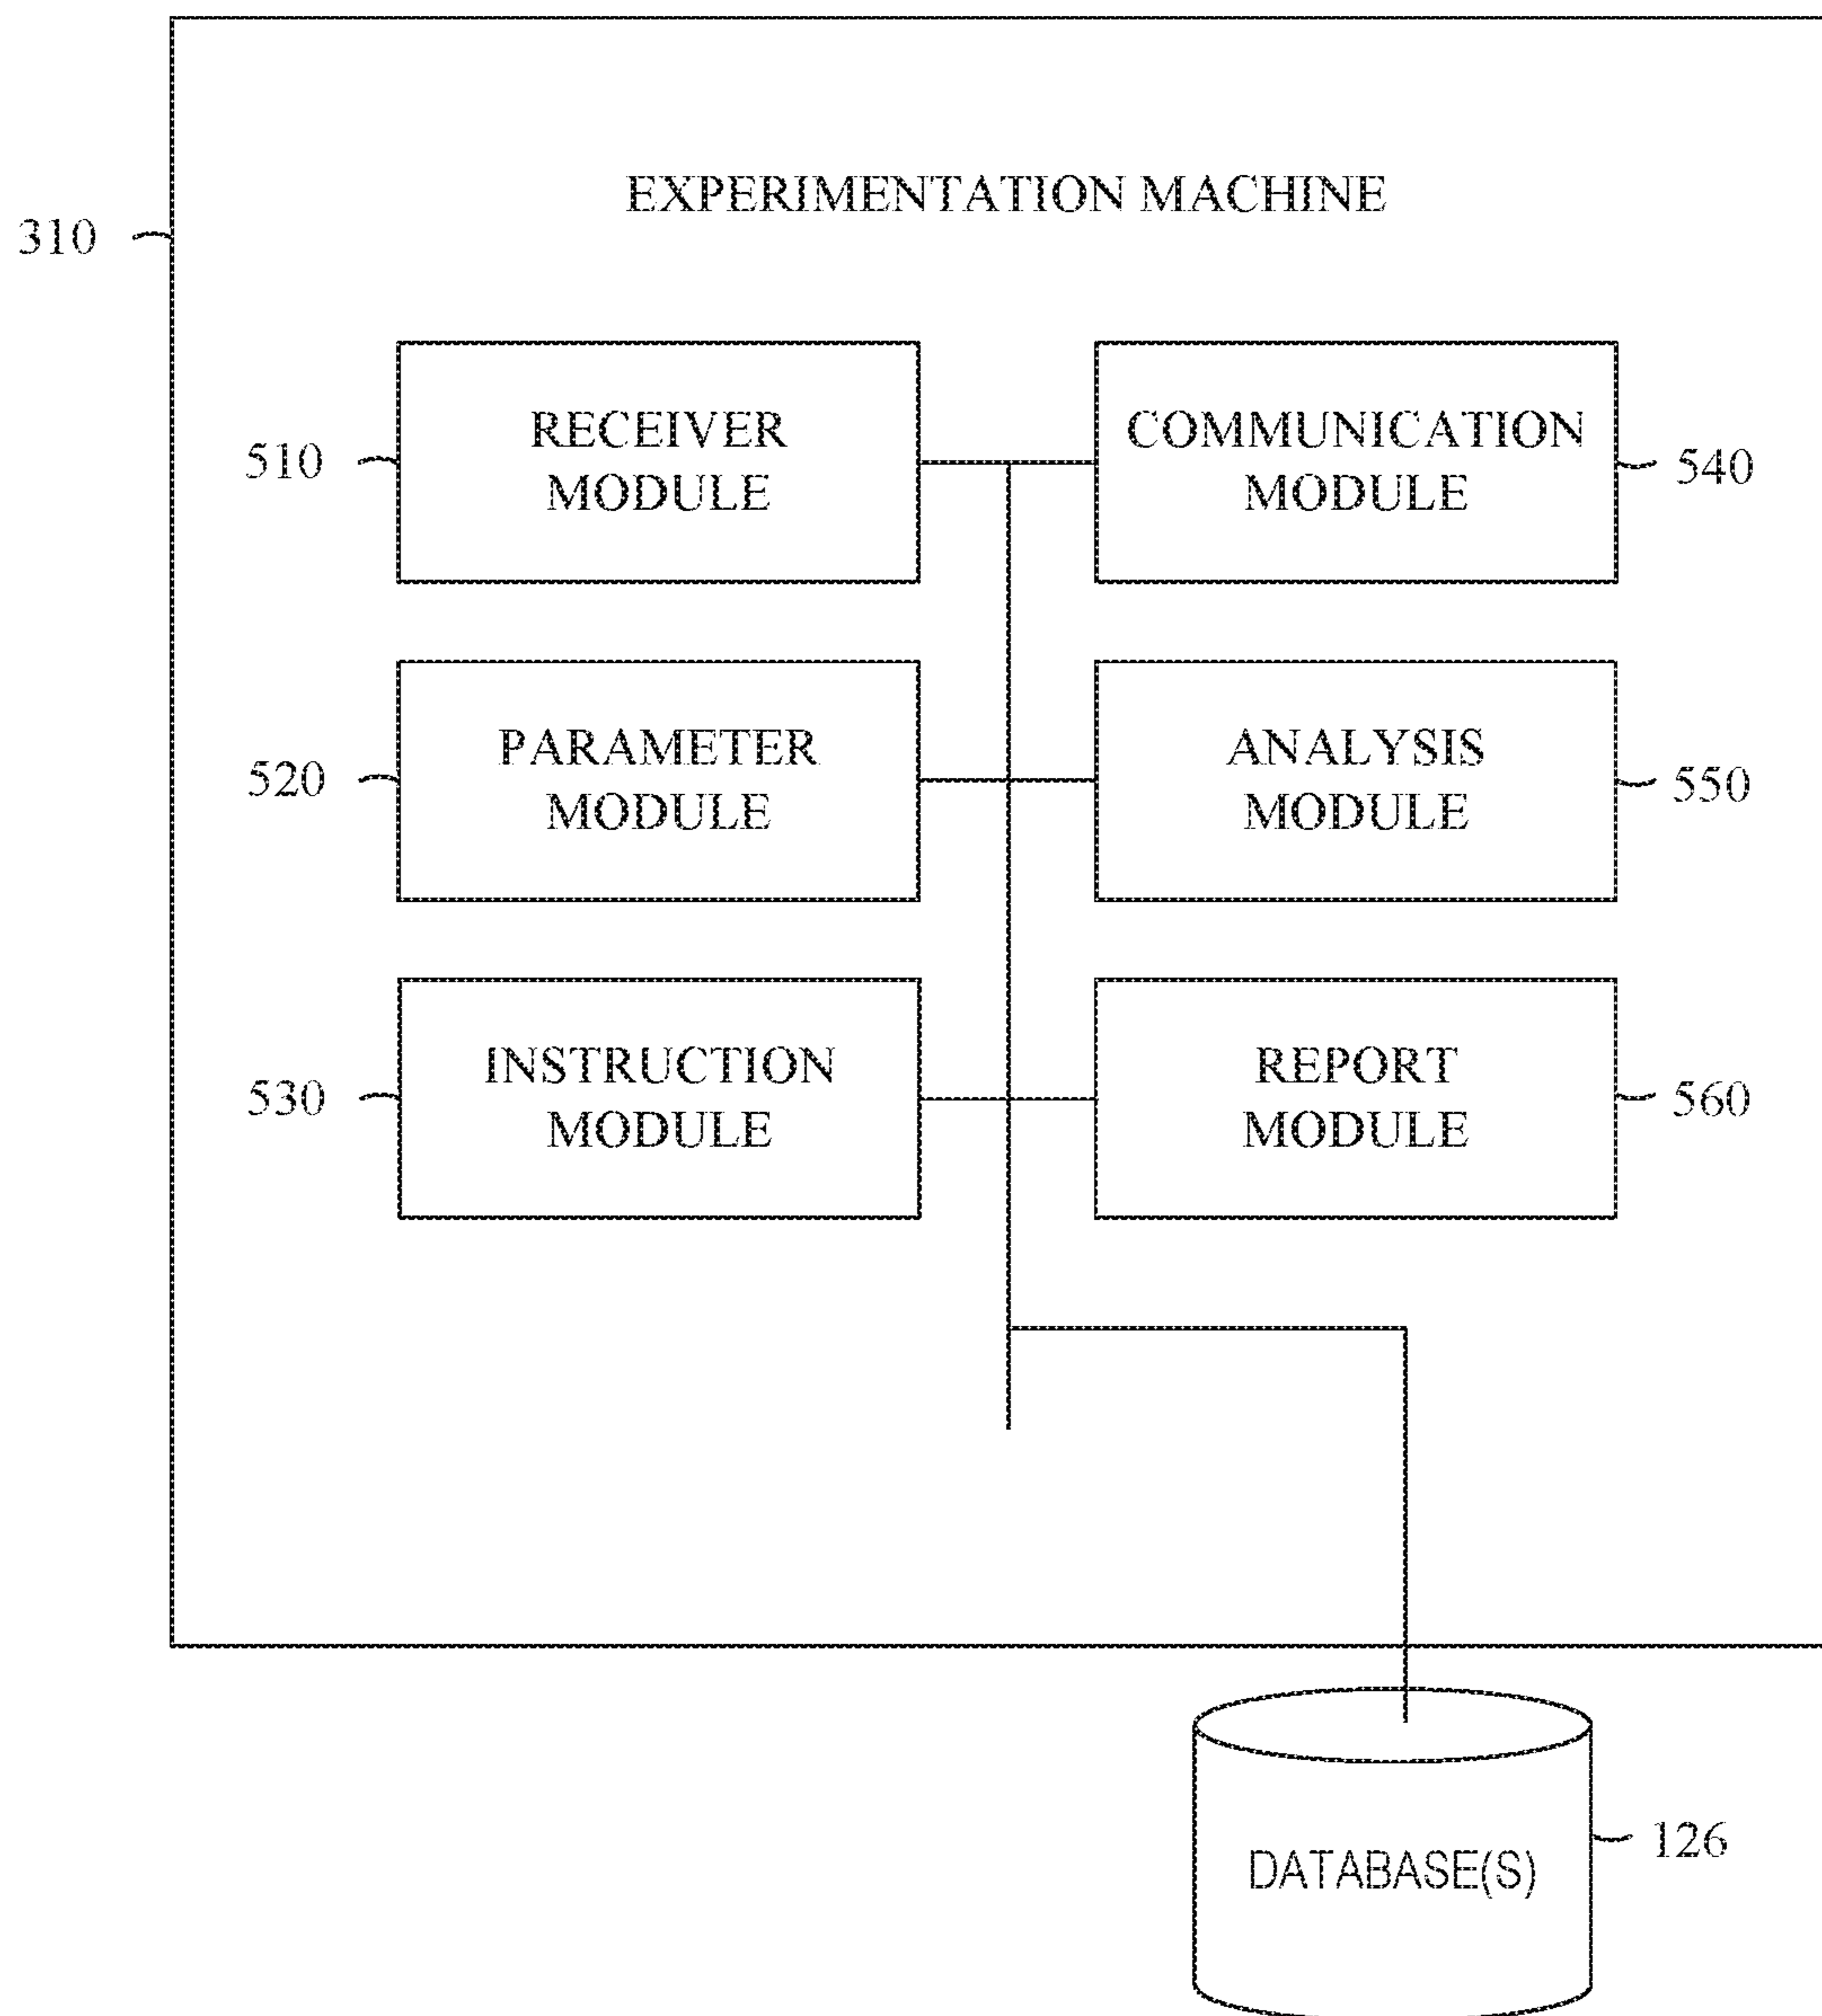 EXPERIMENTATION MACHINE
310
RECEIVER
MODULE
510
COMMUNICATION
MODULE
540
PARAMETER
MODULE
520
ANALYSIS
MODULE
550
INSTRUCTION
MODULE
530
REPORT
MODULE
560
DATABASE(S)
126